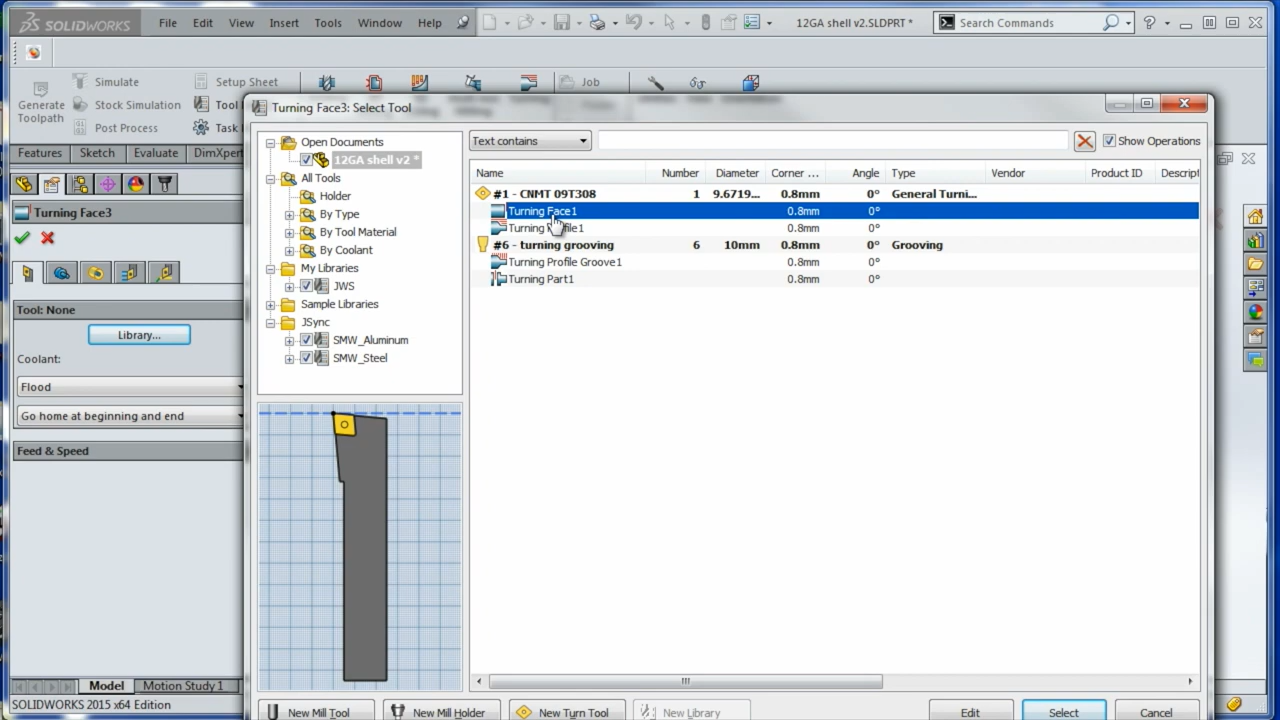 SOLIDWORKS File Edit View Insert Tools Window Help 12GA shell v2.SLDPRT * Search Commands
Generate Toolpath
Simulate
Stock Simulation
Post Process
Setup Sheet
Tool
Task
Job
Features Sketch Evaluate DimXpert
Turning Face3
Tool: None
Library...
Coolant:
Flood
Go home at beginning and end
Feed & Speed
Turning Face3: Select Tool
Open Documents
12GA shell v2 *
All Tools
Holder
By Type
By Tool Material
By Coolant
My Libraries
JWS
Sample Libraries
JSync
SMW_Aluminum
SMW_Steel
Text contains Show Operations
Name Number Diameter Corner ... Angle Type Vendor Product ID Descript
#1 - CNMT 09T308 1 9.6719... 0.8mm 0° General Turni...
Turning Face1 0.8mm 0°
Turning Profile1 0.8mm 0°
#6 - turning grooving 6 10mm 0.8mm 0° Grooving
Turning Profile Groove1 0.8mm 0°
Turning Part1 0.8mm 0°
New Mill Tool New Mill Holder New Turn Tool New Library Edit Select Cancel
Model Motion Study 1
SOLIDWORKS 2015 x64 Edition